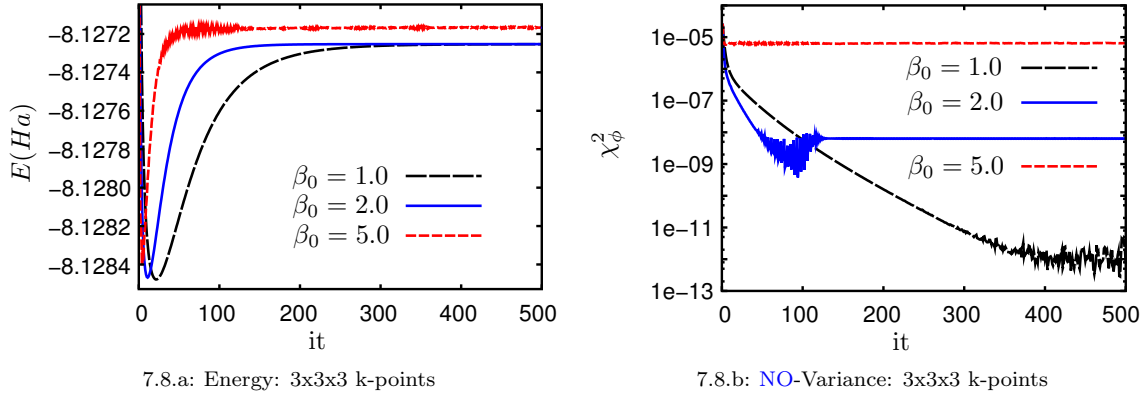 -8.1272
-8.1274
-8.1276
-8.1278
-8.1280
-8.1282
-8.1284
E(Ha)
β₀ = 1.0
β₀ = 2.0
β₀ = 5.0
0 100 200 300 400 500
it
7.8.a: Energy: 3x3x3 k-points
1e-05
1e-07
1e-09
1e-11
1e-13
χ²ϕ
β₀ = 1.0
β₀ = 2.0
β₀ = 5.0
0 100 200 300 400 500
it
7.8.b: NO-Variance: 3x3x3 k-points